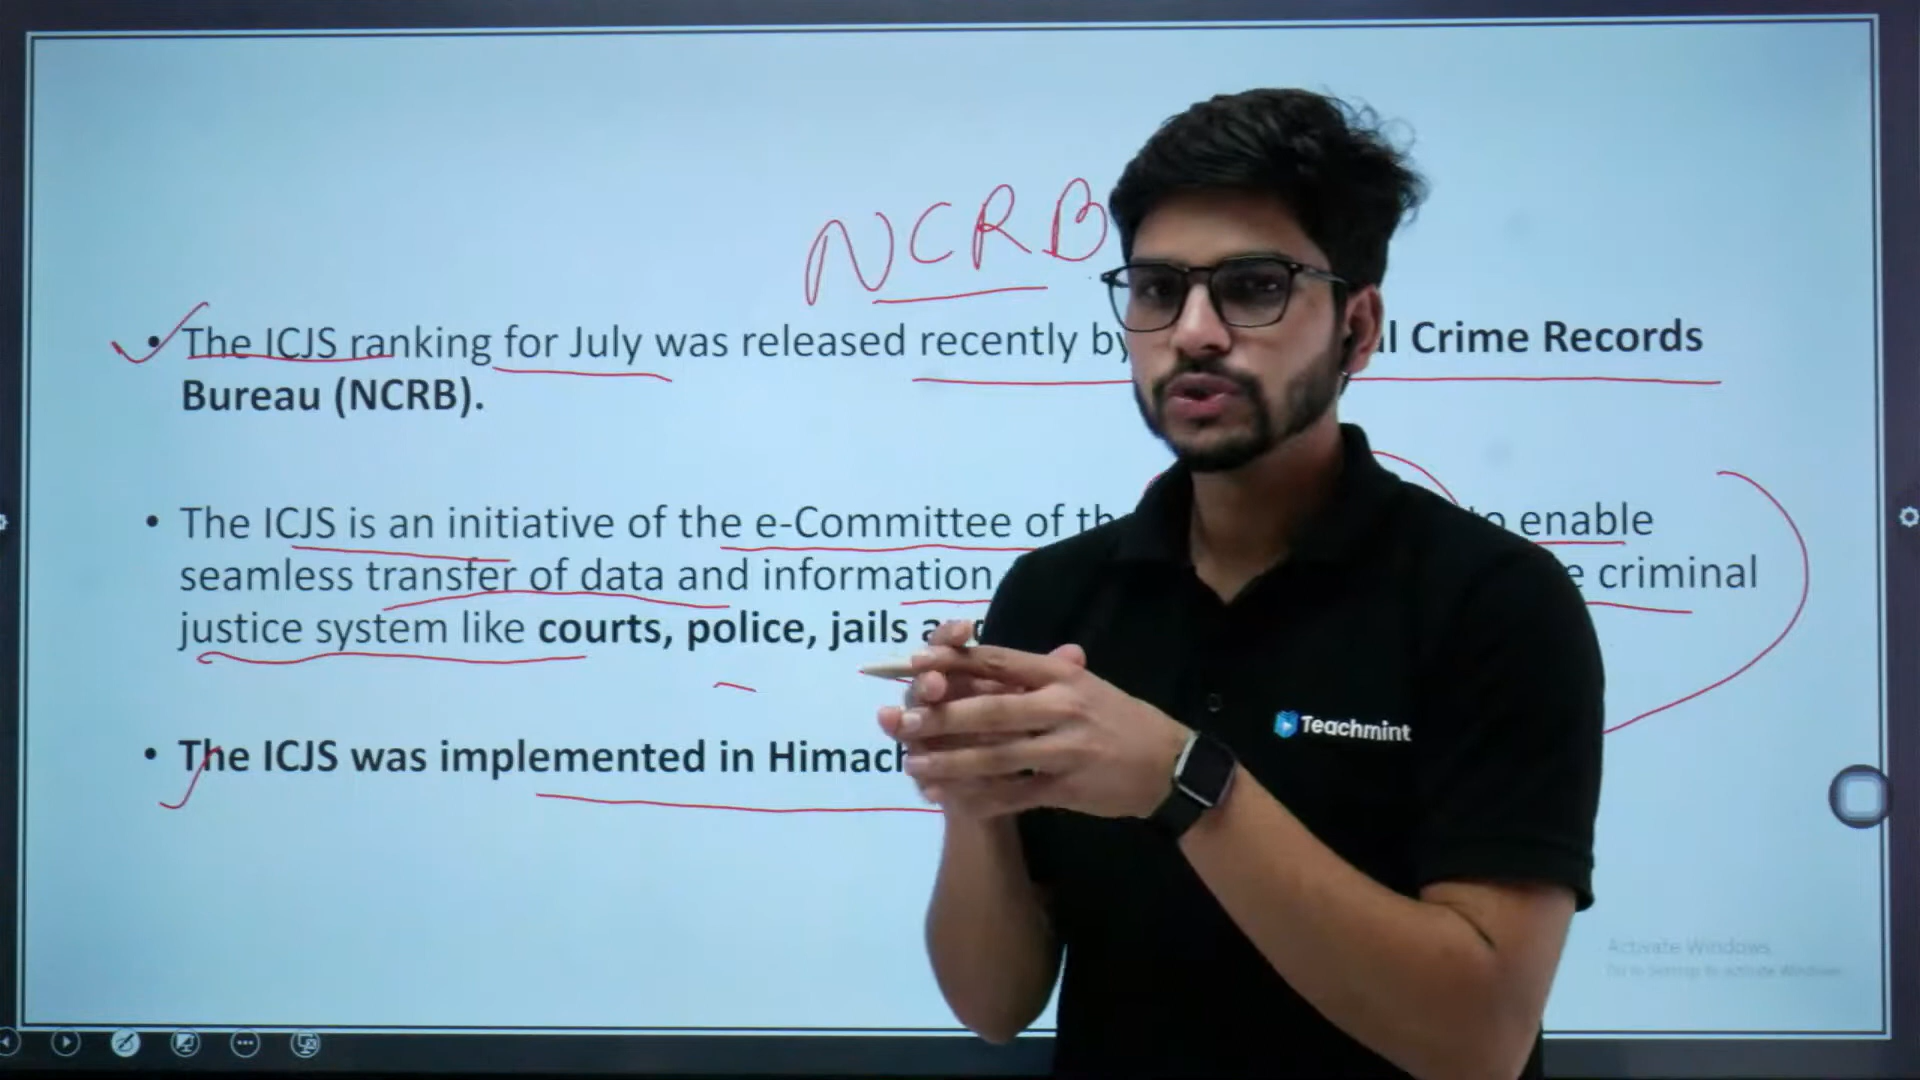 NCRB
• The ICJS ranking for July was released recently by l Crime Records
Bureau (NCRB).
• The ICJS is an initiative of the e-Committee of th to enable
seamless transfer of data and information e criminal
justice system like courts, police, jails
• The ICJS was implemented in Himach
Teachmint
Activate Windows